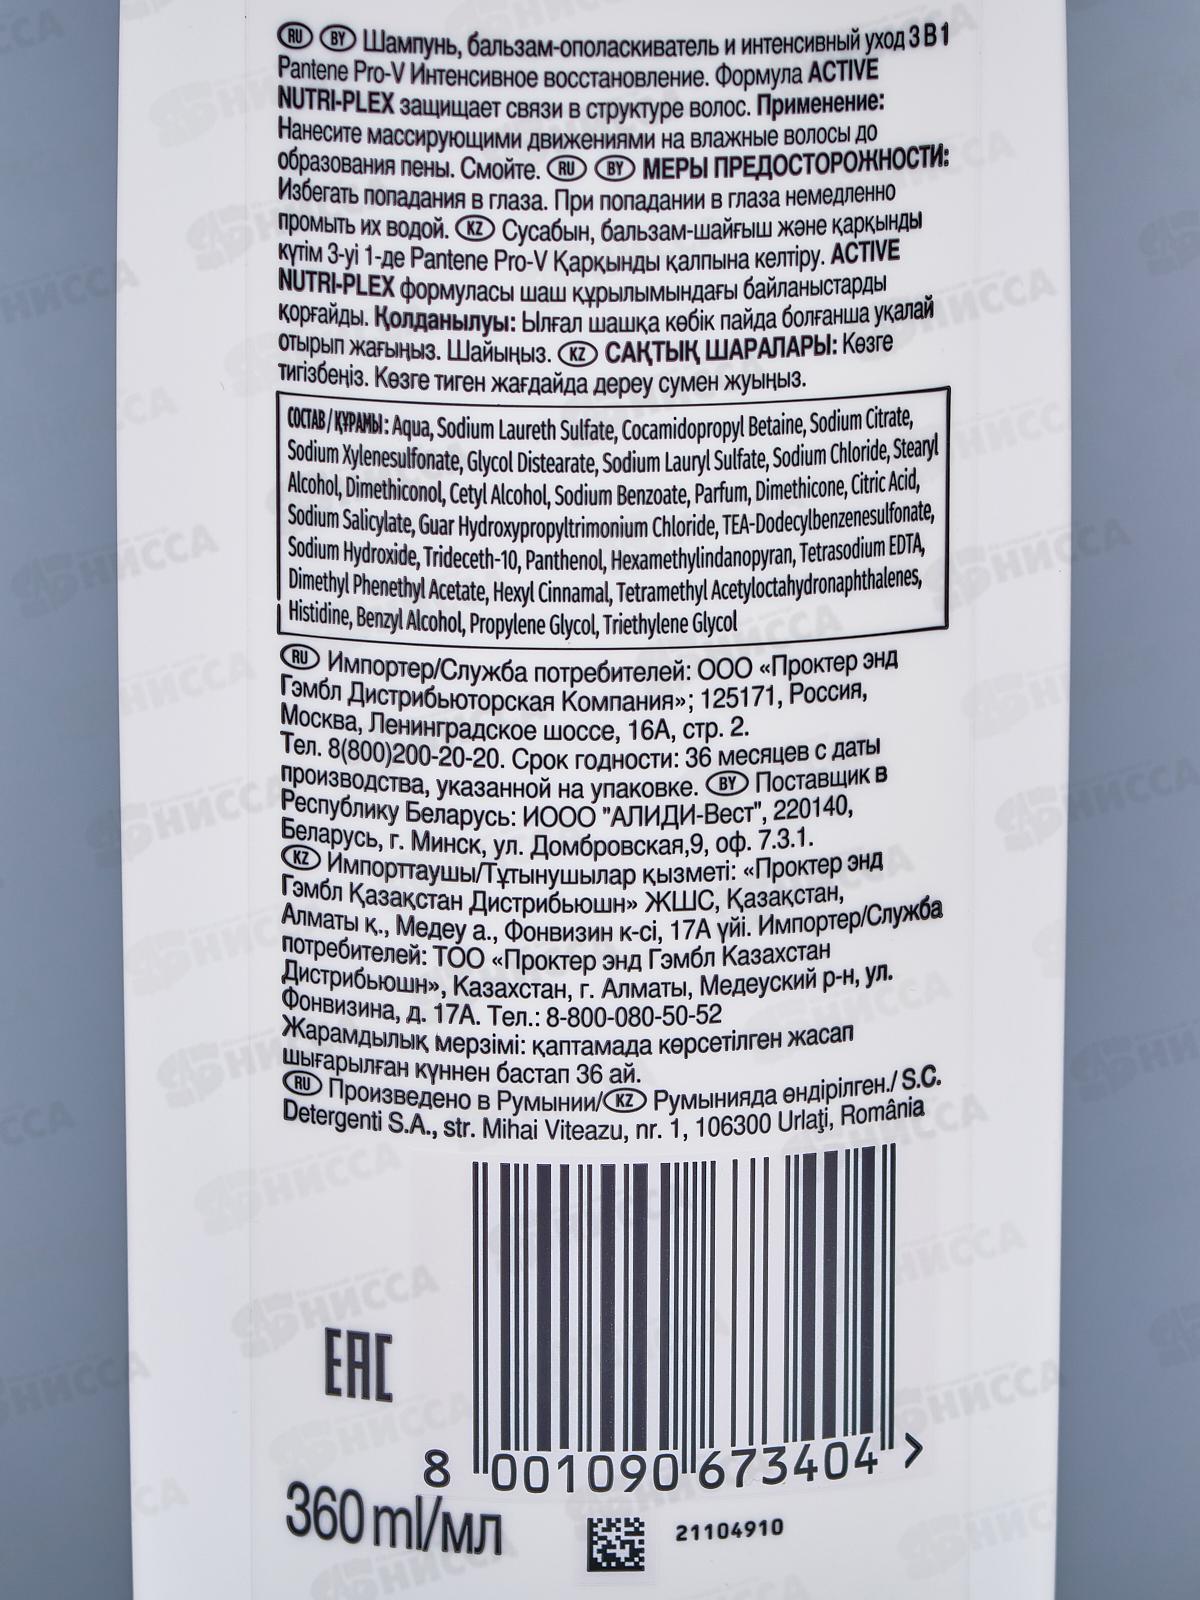 RU BY Шампунь, бальзам-ополаскиватель и интенсивный уход 3 В 1
Pantene Pro-V Интенсивное восстановление. Формула ACTIVE
NUTRI-PLEX защищает связи в структуре волос. Применение:
Нанесите массирующими движениями на влажные волосы до
образования пены. Смойте. RU BY МЕРЫ ПРЕДОСТОРОЖНОСТИ:
Избегать попадания в глаза. При попадании в глаза немедленно
промыть их водой. KZ Сусабын, бальзам-шайғыш және қарқынды
күтім 3-уі 1-де Pantene Pro-V Қарқынды қалпына келтіру. ACTIVE
NUTRI-PLEX формуласы шаш құрылымындағы байланыстарды
қорғайды. Қолданылуы: Ылғал шашқа көбік пайда болғанша уқалай
отырып жағыңыз. Шайыңыз. KZ САҚТЫҚ ШАРАЛАРЫ: Көзге
тигізбеңіз. Көзге тиген жағдайда дереу сумен жуыңыз.
СОСТАВ / ҚҰРАМЫ: Aqua, Sodium Laureth Sulfate, Cocamidopropyl Betaine, Sodium Citrate,
Sodium Xylenesulfonate, Glycol Distearate, Sodium Lauryl Sulfate, Sodium Chloride, Stearyl
Alcohol, Dimethiconol, Cetyl Alcohol, Sodium Benzoate, Parfum, Dimethicone, Citric Acid,
Sodium Salicylate, Guar Hydroxypropyltrimonium Chloride, TEA-Dodecylbenzenesulfonate,
Sodium Hydroxide, Trideceth-10, Panthenol, Hexamethylindanopyran, Tetrasodium EDTA,
Dimethyl Phenethyl Acetate, Hexyl Cinnamal, Tetramethyl Acetyloctahydronaphthalenes,
Histidine, Benzyl Alcohol, Propylene Glycol, Triethylene Glycol
RU Импортер/Служба потребителей: ООО «Проктер энд
Гэмбл Дистрибьюторская Компания»; 125171, Россия,
Москва, Ленинградское шоссе, 16А, стр. 2.
Тел. 8(800)200-20-20. Срок годности: 36 месяцев с даты
производства, указанной на упаковке. BY Поставщик в
Республику Беларусь: ИООО "АЛИДИ-Вест", 220140,
Беларусь, г. Минск, ул. Домбровская,9, оф. 7.3.1.
KZ Импорттаушы/Тұтынушылар қызметі: «Проктер энд
Гэмбл Қазақстан Дистрибьюшн» ЖШС, Қазақстан,
Алматы қ., Медеу а., Фонвизин к-сі, 17А үйі. Импортер/Служба
потребителей: ТОО «Проктер энд Гэмбл Казахстан
Дистрибьюшн», Казахстан, г. Алматы, Медеуский р-н, ул.
Фонвизина, д. 17А. Тел.: 8-800-080-50-52
Жарамдылық мерзімі: қаптамада көрсетілген жасап
шығарылған күннен бастап 36 ай.
RU Произведено в Румынии/KZ Румынияда өндірілген./ S.C.
Detergenti S.A., str. Mihai Viteazu, nr. 1, 106300 Urlaţi, România
EAC
8 001090 673404 >
360 ml/мл
21104910